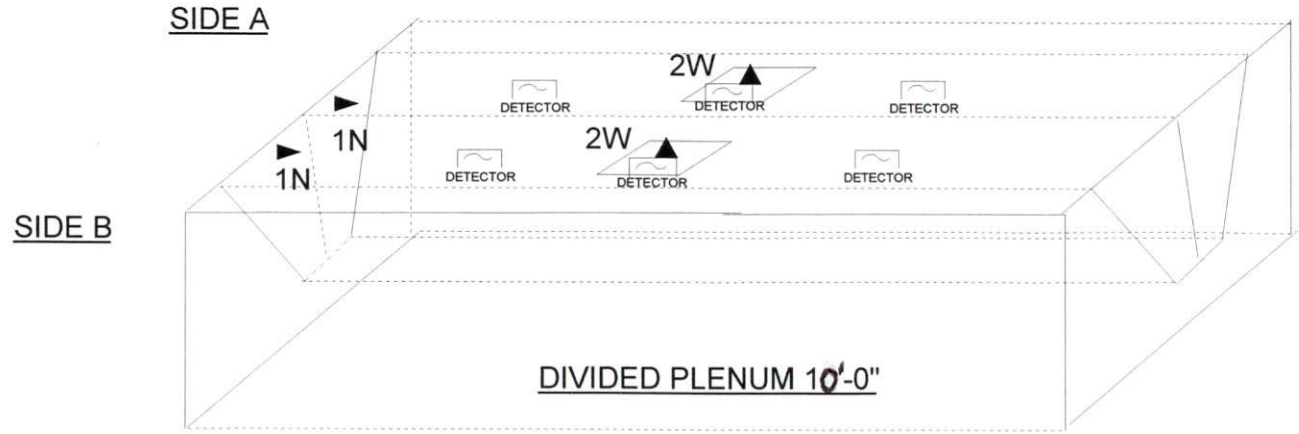 SIDE A
2W
DETECTOR
DETECTOR
DETECTOR
1N
2W
1N
DETECTOR
DETECTOR
DETECTOR
SIDE B
DIVIDED PLENUM 10'-0"